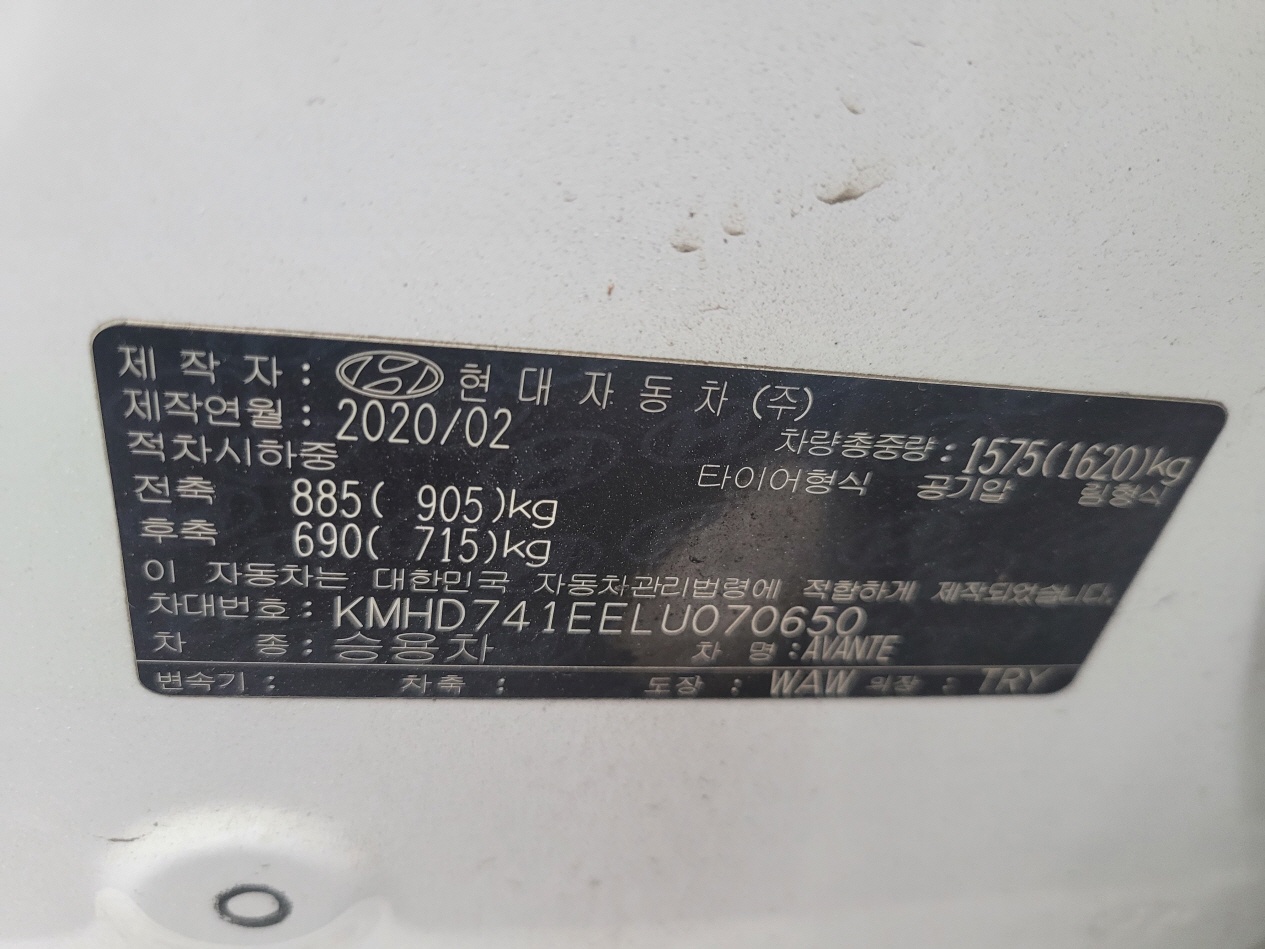 제 작 자 : 현 대 자 동 차 (주)
제작연월 : 2020/02
적차시하중 차량총중량 : 1575(1620)kg
전축 885( 905)kg 타이어형식 공기압 림형식
후축 690( 715)kg
이 자동차는 대한민국 자동차관리법령에 적합하게 제작되었습니다.
차대번호 : KMHD741EELU070650
차 종 : 승용차 차 명 : AVANTE
변속기 : 차축 : 도장 : WAW 의장 : TRY